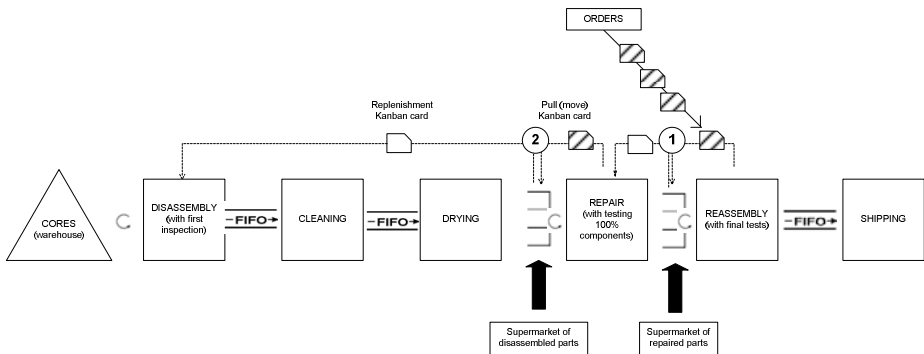 ORDERS
Replenishment
Kanban card
Pull (move)
Kanban card
2
1
CORES
(warehouse)
DISASSEMBLY
(with first
inspection)
FIFO
CLEANING
FIFO
DRYING
REPAIR
(with testing
100%
components)
REASSEMBLY
(with final tests)
FIFO
SHIPPING
Supermarket of
disassembled parts
Supermarket of
repaired parts